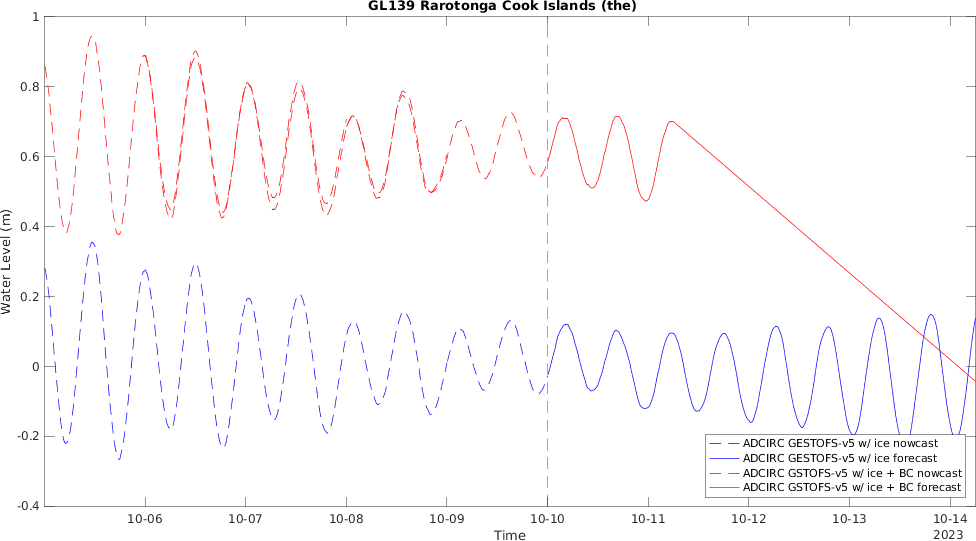 GL139 Rarotonga Cook Islands (the)
1
0.8
0.6
0.4
0.2
0
-0.2
-0.4
Water Level (m)
ADCIRC GESTOFS-v5 w/ ice nowcast
ADCIRC GESTOFS-v5 w/ ice forecast
ADCIRC GSTOFS-v5 w/ ice + BC nowcast
ADCIRC GSTOFS-v5 w/ ice + BC forecast
10-06 10-07 10-08 10-09 10-10 10-11 10-12 10-13 10-14
Time 2023